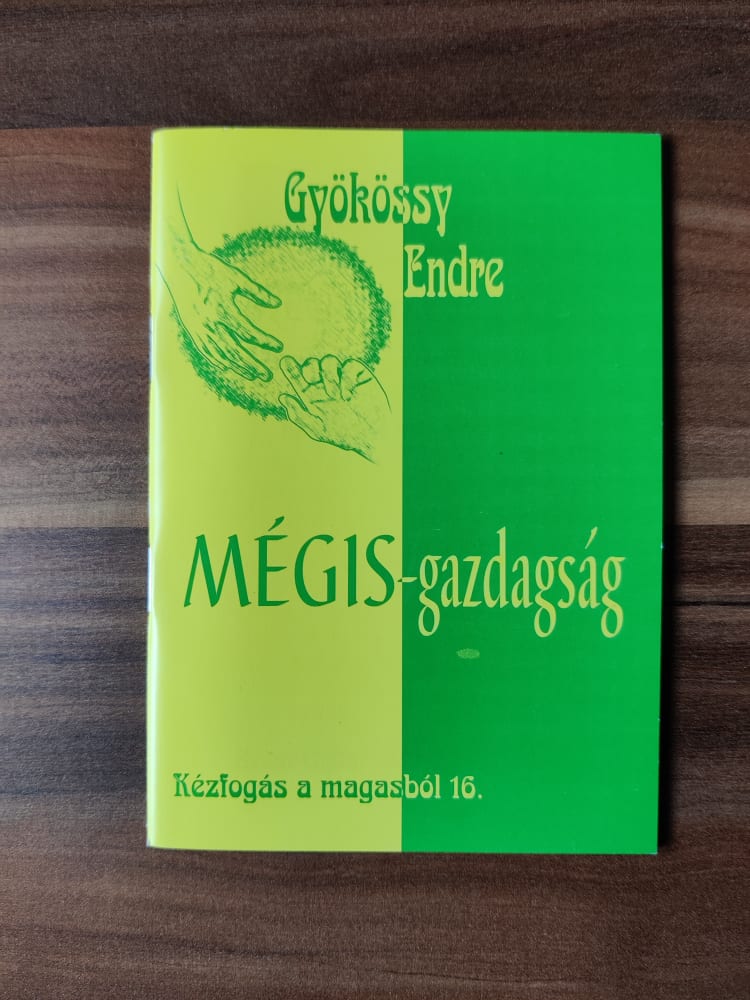 Gyökössy
Endre
MÉGIS-gazdagság
Kézfogás a magasból 16.